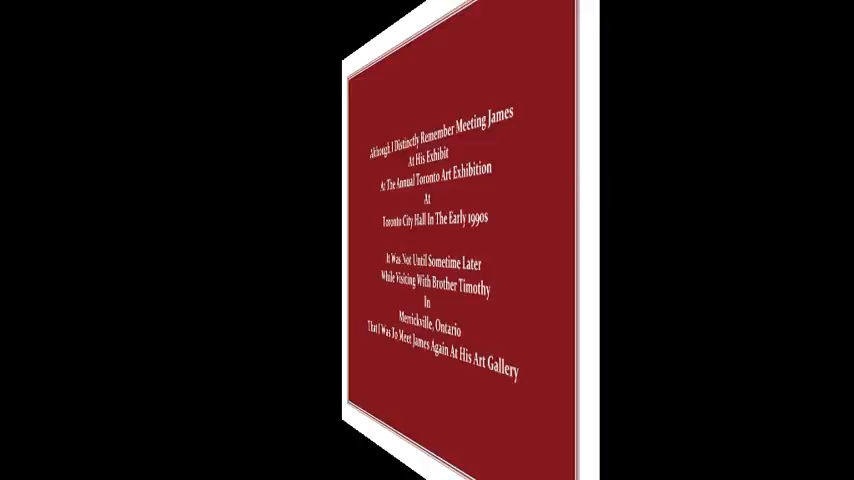 Although I Distinctly Remember Meeting James
At His Exhibit
At The Annual Toronto Art Exhibition
At
Toronto City Hall In The Early 1990s
It Was Not Until Sometime Later
While Visiting With Brother Timothy
In
Merrickville, Ontario
That I Was To Meet James Again At His Art Gallery